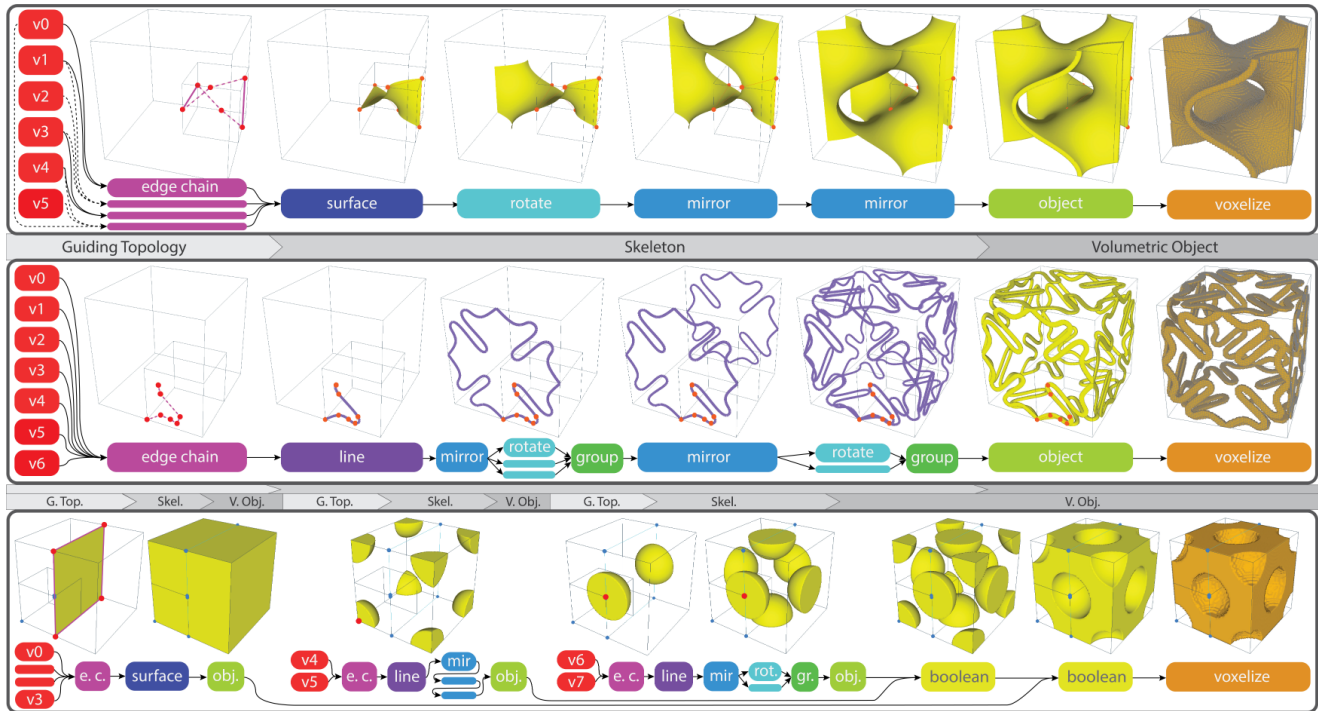 v0
v1
v2
v3
v4
v5
edge chain
surface
rotate
mirror
mirror
object
voxelize
Guiding Topology
Skeleton
Volumetric Object
v0
v1
v2
v3
v4
v5
v6
edge chain
line
mirror
rotate
group
mirror
rotate
group
object
voxelize
G. Top.
Skel.
V. Obj.
G. Top.
Skel.
V. Obj.
G. Top.
Skel.
V. Obj.
v0
v3
e. c.
surface
obj.
v4
v5
e. c.
line
mir
obj.
v6
v7
e. c.
line
mir
rot.
gr.
obj.
boolean
boolean
voxelize